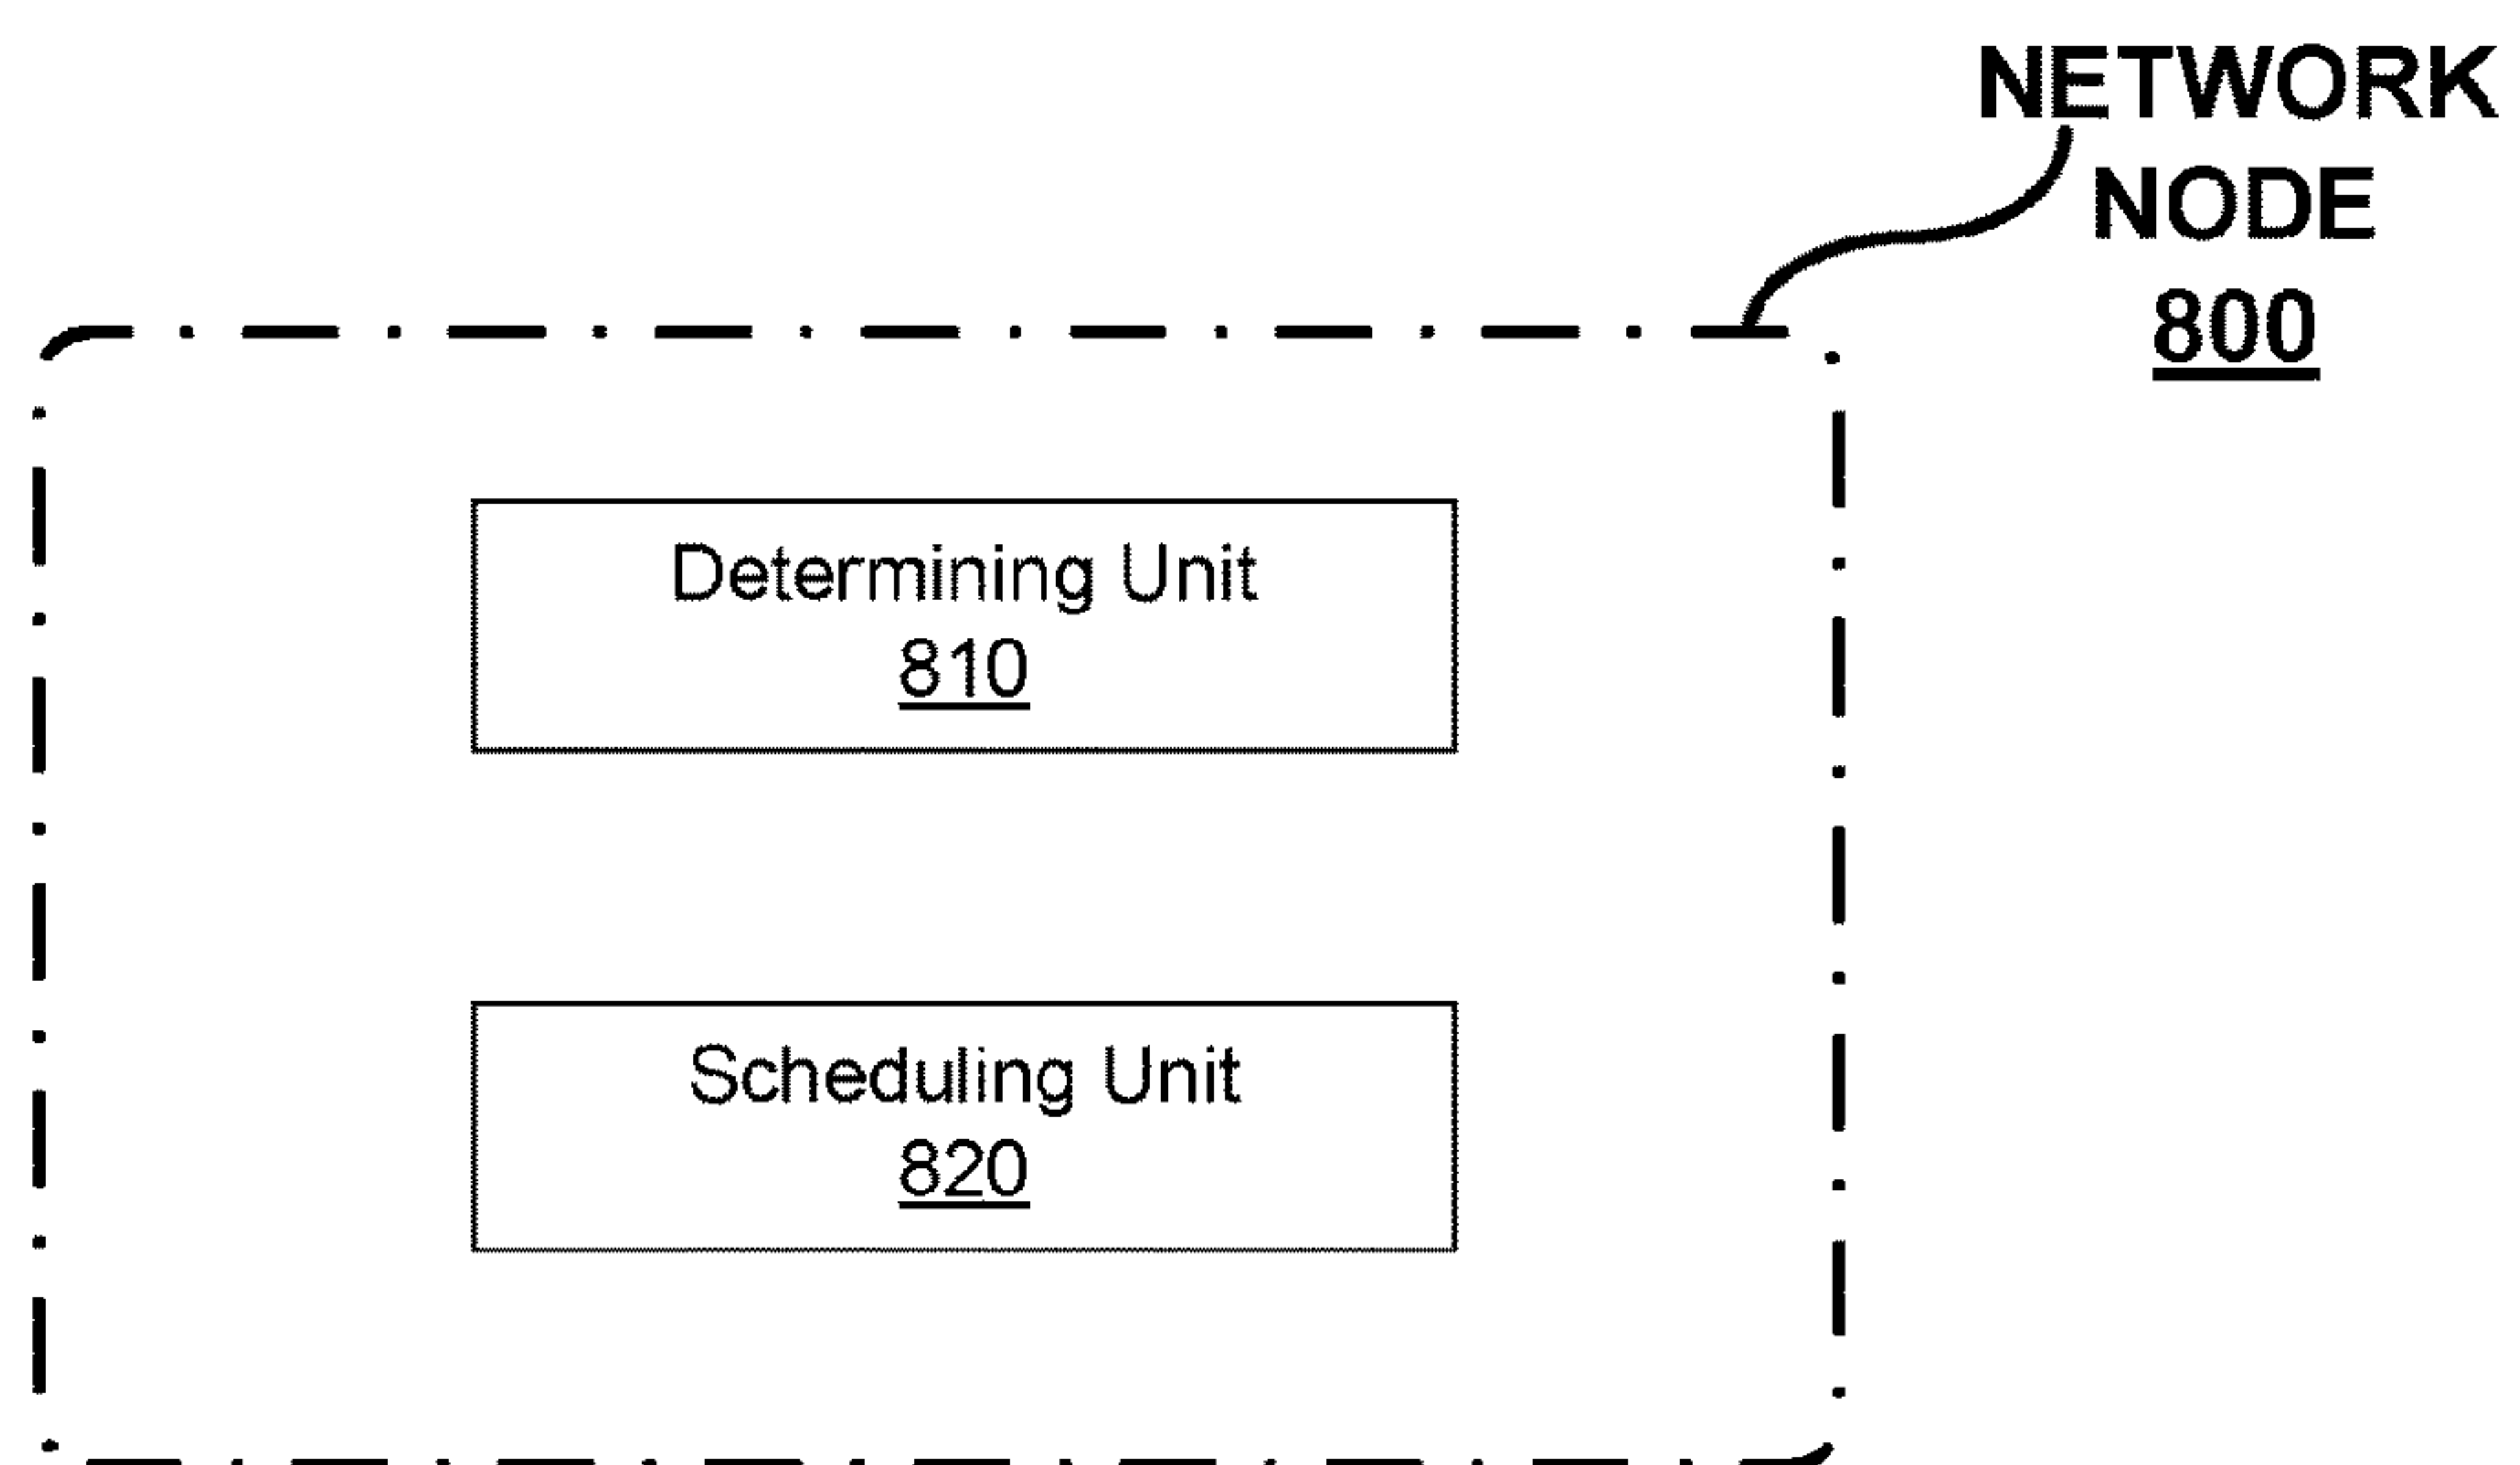 NETWORK
NODE
800
Determining Unit
810
Scheduling Unit
820